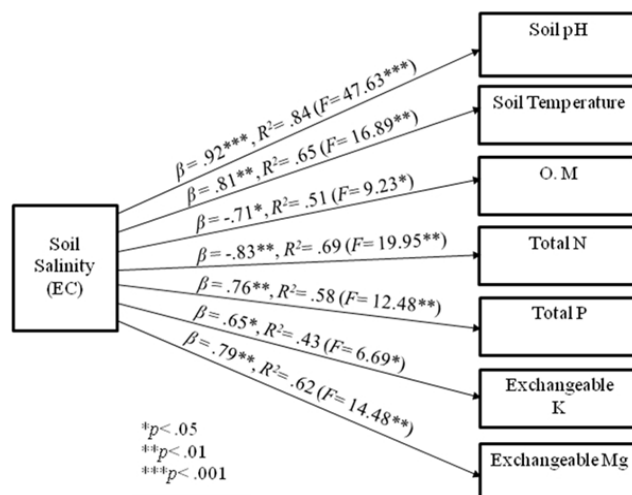 Soil pH
β = .92***, R²= .84 (F= 47.63***)
Soil Temperature
β = .81**, R²= .65 (F= 16.89**)
O. M
β = -.71*, R²= .51 (F= 9.23*)
Soil
Salinity
(EC)
β = -.83**, R²= .69 (F= 19.95**)
Total N
β = .76**, R²= .58 (F= 12.48**)
Total P
β = .65*, R²= .43 (F= 6.69*)
Exchangeable
K
β = .79**, R²= .62 (F= 14.48**)
Exchangeable Mg
*p< .05
**p< .01
***p< .001